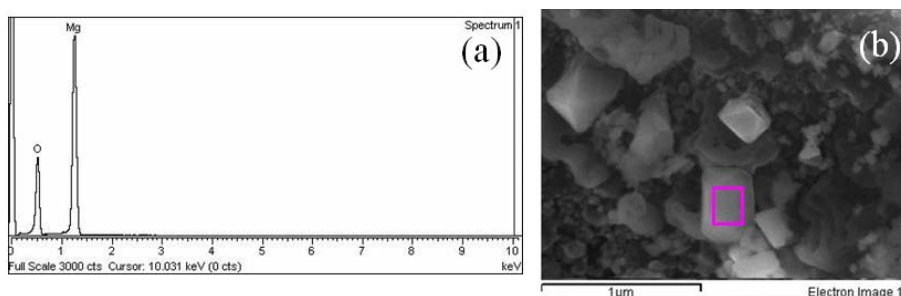 Spectrum 1
(a)
Mg
O
0 1 2 3 4 5 6 7 8 9 10
Full Scale 3000 cts Cursor: 10.031 keV (0 cts) keV
(b)
1µm Electron Image 1